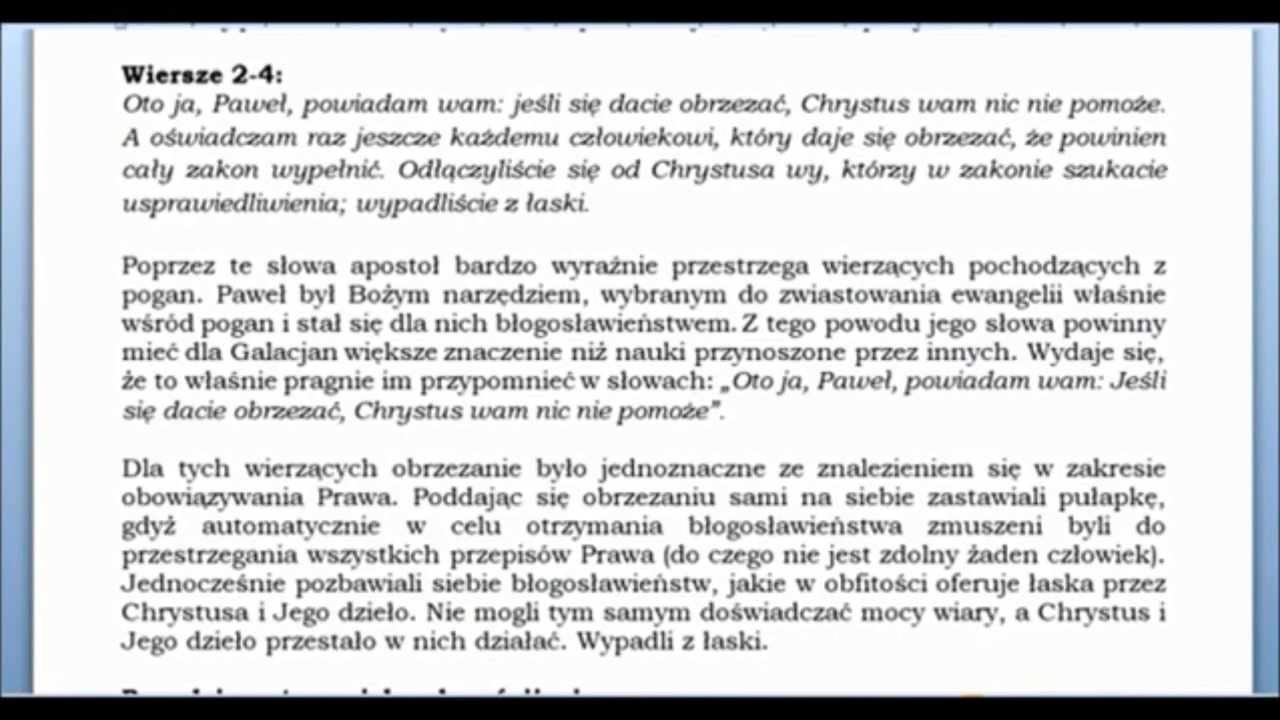 Wiersze 2-4:
Oto ja, Paweł, powiadam wam: jeśli się dacie obrzezać, Chrystus wam nic nie pomoże.
A oświadczam raz jeszcze każdemu człowiekowi, który daje się obrzezać, że powinien
cały zakon wypełnić. Odłączyliście się od Chrystusa wy, którzy w zakonie szukacie
usprawiedliwienia; wypadliście z łaski.
Poprzez te słowa apostoł bardzo wyraźnie przestrzega wierzących pochodzących z
pogan. Paweł był Bożym narzędziem, wybranym do zwiastowania ewangelii właśnie
wśród pogan i stał się dla nich błogosławieństwem. Z tego powodu jego słowa powinny
mieć dla Galacjan większe znaczenie niż nauki przynoszone przez innych. Wydaje się,
że to właśnie pragnie im przypomnieć w słowach: „Oto ja, Paweł, powiadam wam: Jeśli
się dacie obrzezać, Chrystus wam nic nie pomoże”.
Dla tych wierzących obrzezanie było jednoznaczne ze znalezieniem się w zakresie
obowiązywania Prawa. Poddając się obrzezaniu sami na siebie zastawiali pułapkę,
gdyż automatycznie w celu otrzymania błogosławieństwa zmuszeni byli do
przestrzegania wszystkich przepisów Prawa (do czego nie jest zdolny żaden człowiek).
Jednocześnie pozbawiali siebie błogosławieństw, jakie w obfitości oferuje łaska przez
Chrystusa i Jego dzieło. Nie mogli tym samym doświadczać mocy wiary, a Chrystus i
Jego dzieło przestało w nich działać. Wypadli z łaski.